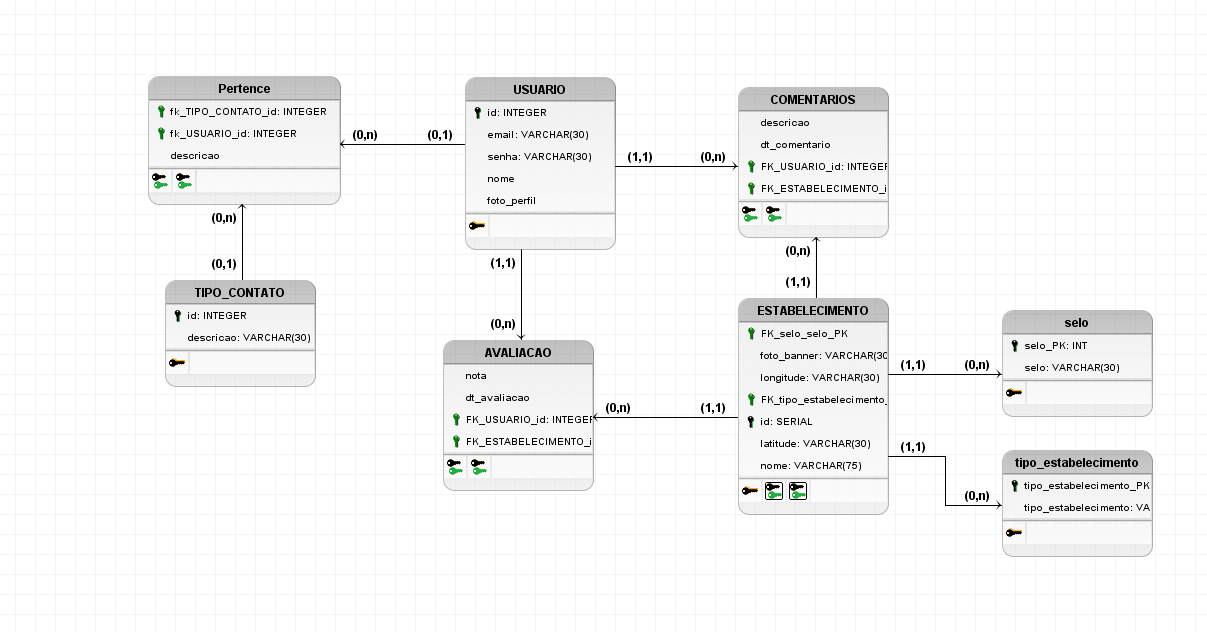 Pertence
fk_TIPO_CONTATO_id: INTEGER
fk_USUARIO_id: INTEGER
descricao
(0,n)
(0,1)
USUARIO
id: INTEGER
email: VARCHAR(30)
senha: VARCHAR(30)
nome
foto_perfil
(1,1)
(0,n)
COMENTARIOS
descricao
dt_comentario
FK_USUARIO_id: INTEGER
FK_ESTABELECIMENTO_i
(0,n)
(0,1)
TIPO_CONTATO
id: INTEGER
descricao: VARCHAR(30)
(1,1)
(0,n)
AVALIACAO
nota
dt_avaliacao
FK_USUARIO_id: INTEGER
FK_ESTABELECIMENTO_i
(0,n)
(1,1)
(0,n)
(1,1)
ESTABELECIMENTO
FK_selo_selo_PK
foto_banner: VARCHAR(30
longitude: VARCHAR(30)
FK_tipo_estabelecimento_
id: SERIAL
latitude: VARCHAR(30)
nome: VARCHAR(75)
(1,1)
(0,n)
selo
selo_PK: INT
selo: VARCHAR(30)
(1,1)
(0,n)
tipo_estabelecimento
tipo_estabelecimento_PK
tipo_estabelecimento: VA